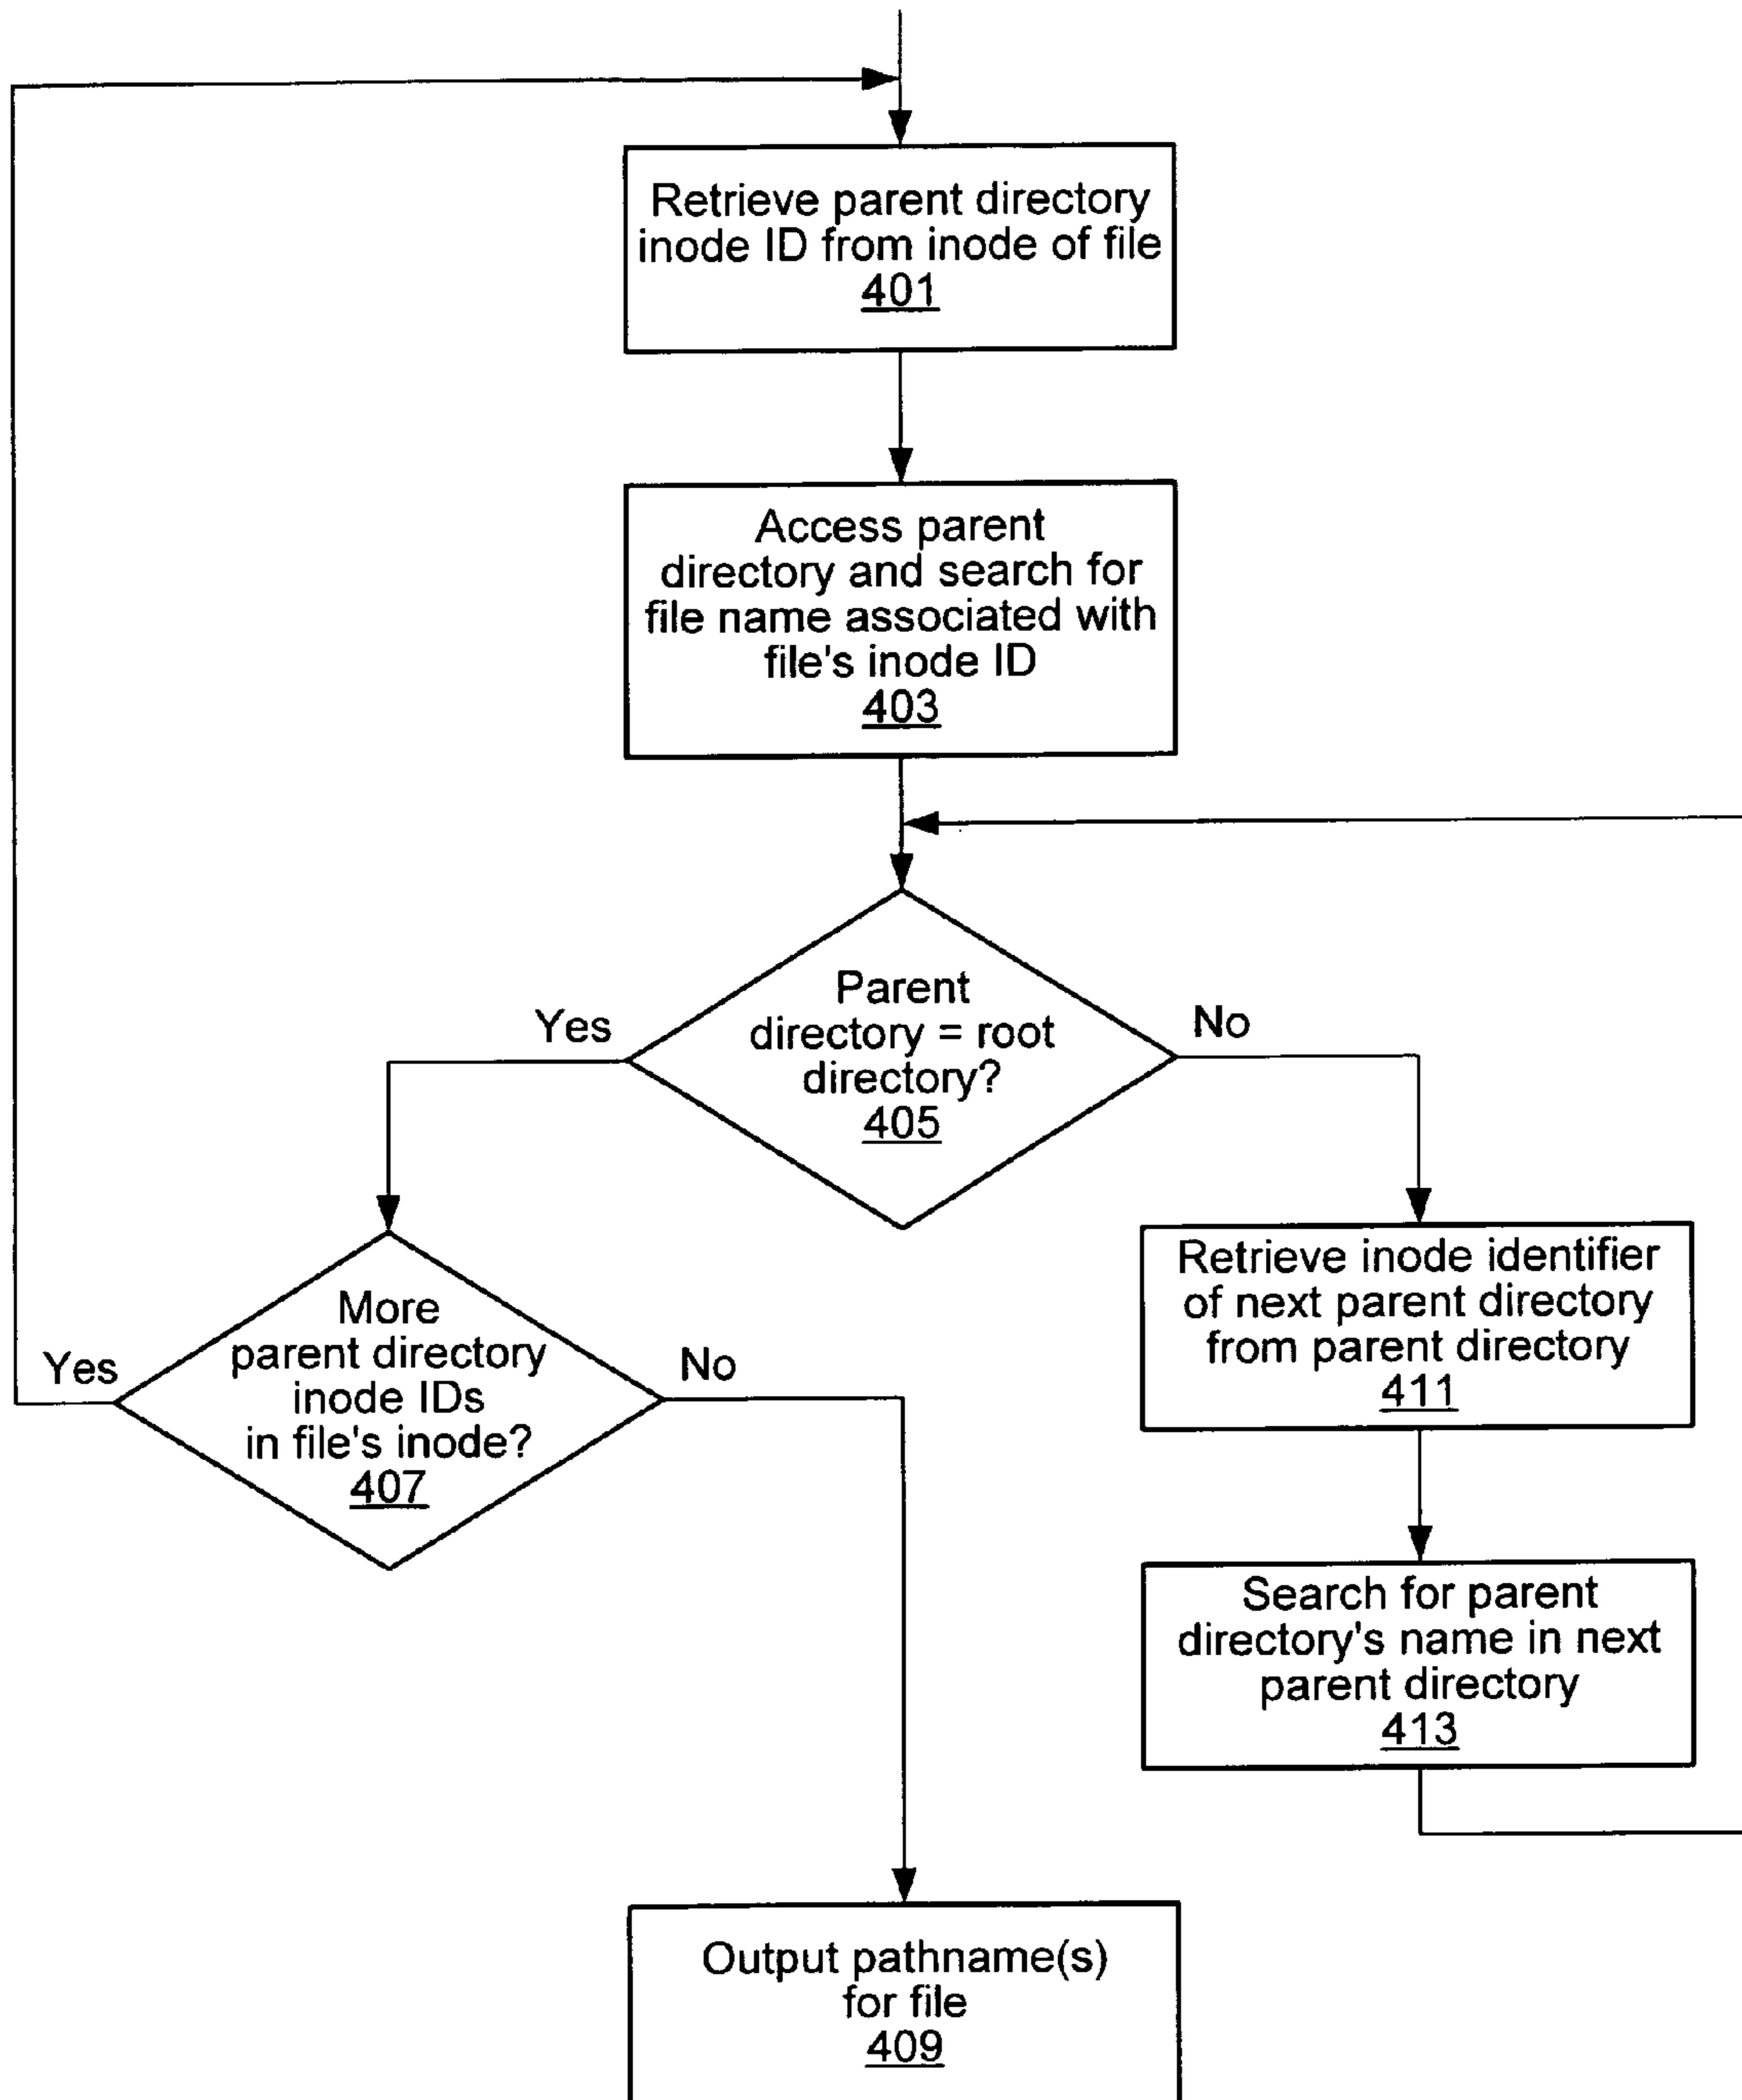 Retrieve parent directory
inode ID from inode of file
401
Access parent
directory and search for
file name associated with
file's inode ID
403
Parent
directory = root
directory?
405
Yes
No
More
parent directory
inode IDs
in file's inode?
407
Yes
No
Retrieve inode identifier
of next parent directory
from parent directory
411
Search for parent
directory's name in next
parent directory
413
Output pathname(s)
for file
409